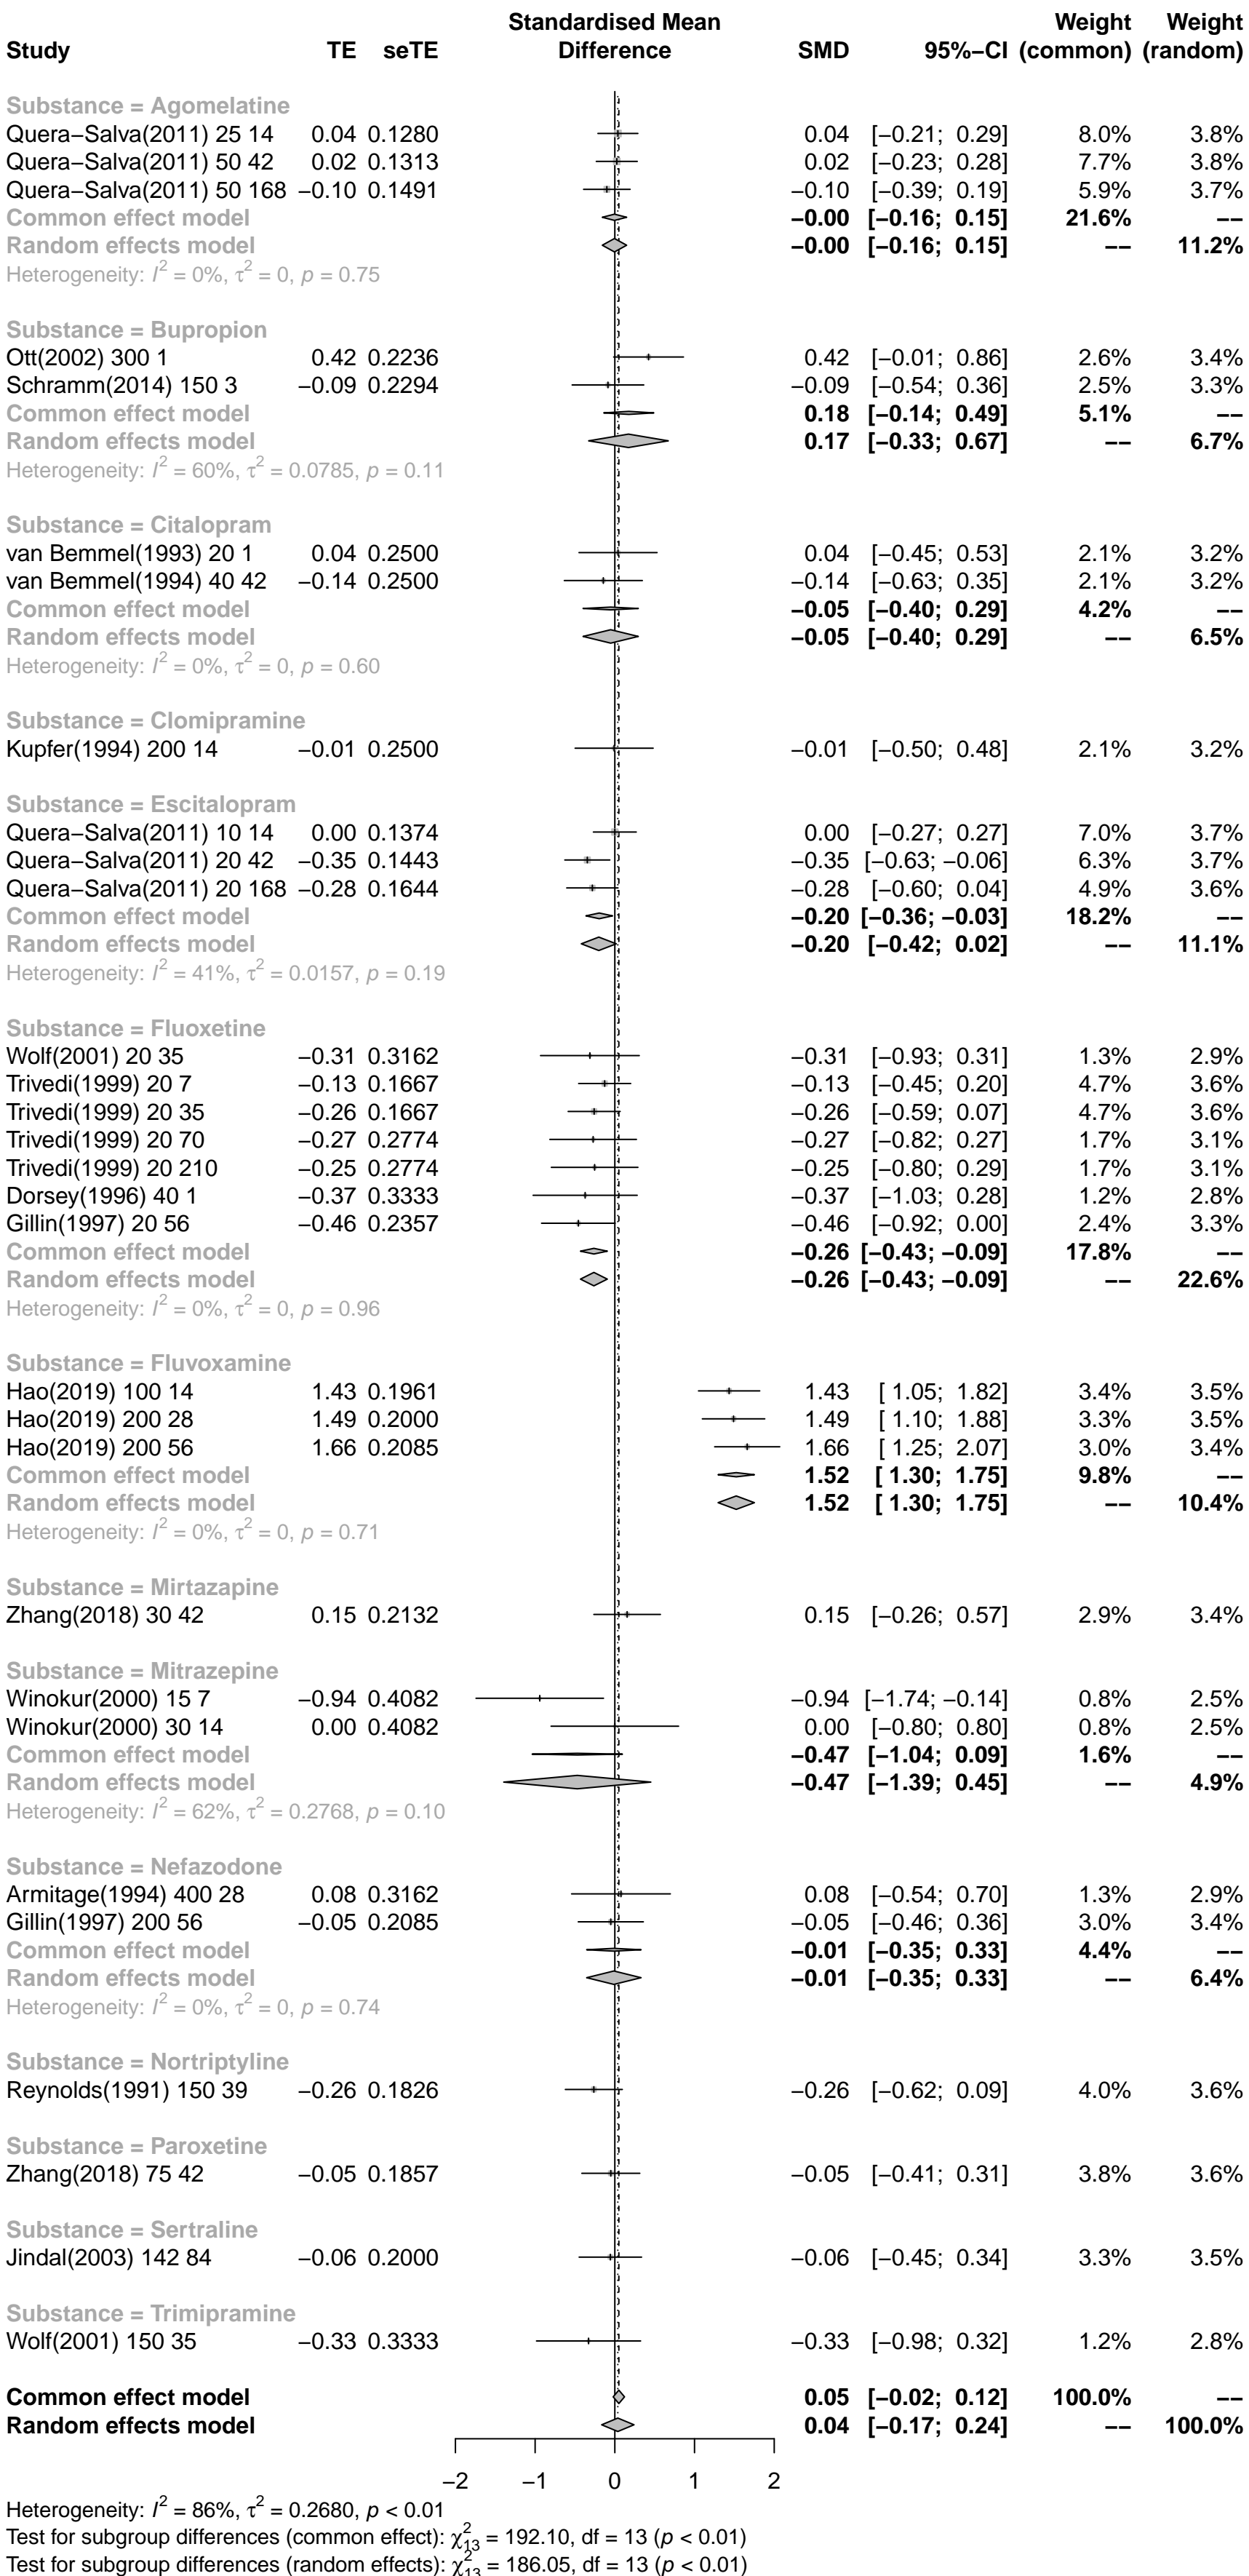 Standardised Mean Weight Weight
Study TE seTE Difference SMD 95%−CI (common) (random)
Substance = Agomelatine
Quera−Salva(2011) 25 14 0.04 0.1280 0.04 [−0.21; 0.29] 8.0% 3.8%
Quera−Salva(2011) 50 42 0.02 0.1313 0.02 [−0.23; 0.28] 7.7% 3.8%
Quera−Salva(2011) 50 168 −0.10 0.1491 −0.10 [−0.39; 0.19] 5.9% 3.7%
Common effect model −0.00 [−0.16; 0.15] 21.6% −−
Random effects model −0.00 [−0.16; 0.15] −− 11.2%
Heterogeneity: I² = 0%, τ² = 0, p = 0.75
Substance = Bupropion
Ott(2002) 300 1 0.42 0.2236 0.42 [−0.01; 0.86] 2.6% 3.4%
Schramm(2014) 150 3 −0.09 0.2294 −0.09 [−0.54; 0.36] 2.5% 3.3%
Common effect model 0.18 [−0.14; 0.49] 5.1% −−
Random effects model 0.17 [−0.33; 0.67] −− 6.7%
Heterogeneity: I² = 60%, τ² = 0.0785, p = 0.11
Substance = Citalopram
van Bemmel(1993) 20 1 0.04 0.2500 0.04 [−0.45; 0.53] 2.1% 3.2%
van Bemmel(1994) 40 42 −0.14 0.2500 −0.14 [−0.63; 0.35] 2.1% 3.2%
Common effect model −0.05 [−0.40; 0.29] 4.2% −−
Random effects model −0.05 [−0.40; 0.29] −− 6.5%
Heterogeneity: I² = 0%, τ² = 0, p = 0.60
Substance = Clomipramine
Kupfer(1994) 200 14 −0.01 0.2500 −0.01 [−0.50; 0.48] 2.1% 3.2%
Substance = Escitalopram
Quera−Salva(2011) 10 14 0.00 0.1374 0.00 [−0.27; 0.27] 7.0% 3.7%
Quera−Salva(2011) 20 42 −0.35 0.1443 −0.35 [−0.63; −0.06] 6.3% 3.7%
Quera−Salva(2011) 20 168 −0.28 0.1644 −0.28 [−0.60; 0.04] 4.9% 3.6%
Common effect model −0.20 [−0.36; −0.03] 18.2% −−
Random effects model −0.20 [−0.42; 0.02] −− 11.1%
Heterogeneity: I² = 41%, τ² = 0.0157, p = 0.19
Substance = Fluoxetine
Wolf(2001) 20 35 −0.31 0.3162 −0.31 [−0.93; 0.31] 1.3% 2.9%
Trivedi(1999) 20 7 −0.13 0.1667 −0.13 [−0.45; 0.20] 4.7% 3.6%
Trivedi(1999) 20 35 −0.26 0.1667 −0.26 [−0.59; 0.07] 4.7% 3.6%
Trivedi(1999) 20 70 −0.27 0.2774 −0.27 [−0.82; 0.27] 1.7% 3.1%
Trivedi(1999) 20 210 −0.25 0.2774 −0.25 [−0.80; 0.29] 1.7% 3.1%
Dorsey(1996) 40 1 −0.37 0.3333 −0.37 [−1.03; 0.28] 1.2% 2.8%
Gillin(1997) 20 56 −0.46 0.2357 −0.46 [−0.92; 0.00] 2.4% 3.3%
Common effect model −0.26 [−0.43; −0.09] 17.8% −−
Random effects model −0.26 [−0.43; −0.09] −− 22.6%
Heterogeneity: I² = 0%, τ² = 0, p = 0.96
Substance = Fluvoxamine
Hao(2019) 100 14 1.43 0.1961 1.43 [ 1.05; 1.82] 3.4% 3.5%
Hao(2019) 200 28 1.49 0.2000 1.49 [ 1.10; 1.88] 3.3% 3.5%
Hao(2019) 200 56 1.66 0.2085 1.66 [ 1.25; 2.07] 3.0% 3.4%
Common effect model 1.52 [ 1.30; 1.75] 9.8% −−
Random effects model 1.52 [ 1.30; 1.75] −− 10.4%
Heterogeneity: I² = 0%, τ² = 0, p = 0.71
Substance = Mirtazapine
Zhang(2018) 30 42 0.15 0.2132 0.15 [−0.26; 0.57] 2.9% 3.4%
Substance = Mitrazepine
Winokur(2000) 15 7 −0.94 0.4082 −0.94 [−1.74; −0.14] 0.8% 2.5%
Winokur(2000) 30 14 0.00 0.4082 0.00 [−0.80; 0.80] 0.8% 2.5%
Common effect model −0.47 [−1.04; 0.09] 1.6% −−
Random effects model −0.47 [−1.39; 0.45] −− 4.9%
Heterogeneity: I² = 62%, τ² = 0.2768, p = 0.10
Substance = Nefazodone
Armitage(1994) 400 28 0.08 0.3162 0.08 [−0.54; 0.70] 1.3% 2.9%
Gillin(1997) 200 56 −0.05 0.2085 −0.05 [−0.46; 0.36] 3.0% 3.4%
Common effect model −0.01 [−0.35; 0.33] 4.4% −−
Random effects model −0.01 [−0.35; 0.33] −− 6.4%
Heterogeneity: I² = 0%, τ² = 0, p = 0.74
Substance = Nortriptyline
Reynolds(1991) 150 39 −0.26 0.1826 −0.26 [−0.62; 0.09] 4.0% 3.6%
Substance = Paroxetine
Zhang(2018) 75 42 −0.05 0.1857 −0.05 [−0.41; 0.31] 3.8% 3.6%
Substance = Sertraline
Jindal(2003) 142 84 −0.06 0.2000 −0.06 [−0.45; 0.34] 3.3% 3.5%
Substance = Trimipramine
Wolf(2001) 150 35 −0.33 0.3333 −0.33 [−0.98; 0.32] 1.2% 2.8%
Common effect model 0.05 [−0.02; 0.12] 100.0% −−
Random effects model 0.04 [−0.17; 0.24] −− 100.0%
−2 −1 0 1 2
Heterogeneity: I² = 86%, τ² = 0.2680, p < 0.01
Test for subgroup differences (common effect): χ²₁₃ = 192.10, df = 13 (p < 0.01)
Test for subgroup differences (random effects): χ²₁₃ = 186.05, df = 13 (p < 0.01)